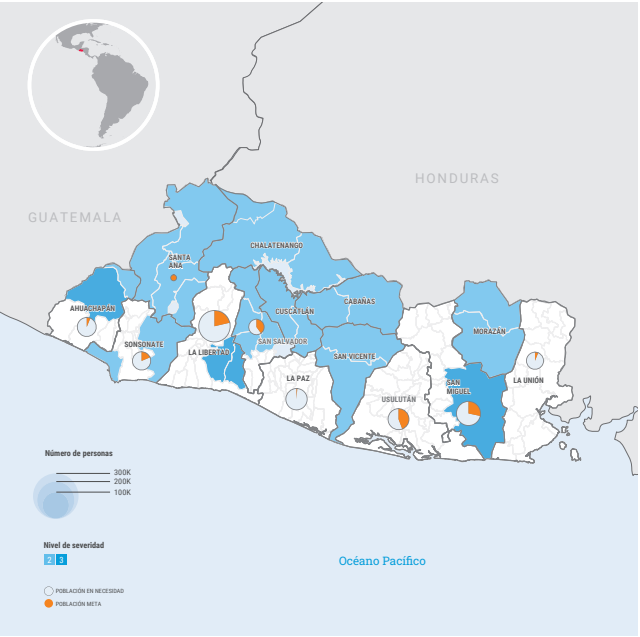 HONDURAS
GUATEMALA
CHALATENANGO
SANTA
ANA
CABAÑAS
AHUACHAPÁN
CUSCATLÁN
MORAZÁN
SONSONATE
SAN SALVADOR
LA LIBERTAD
SAN VICENTE
LA PAZ
SAN
MIGUEL
LA UNIÓN
USULUTÁN
Número de personas
300K
200K
100K
Nivel de severidad
2 3
Océano Pacífico
POBLACIÓN EN NECESIDAD
POBLACIÓN META